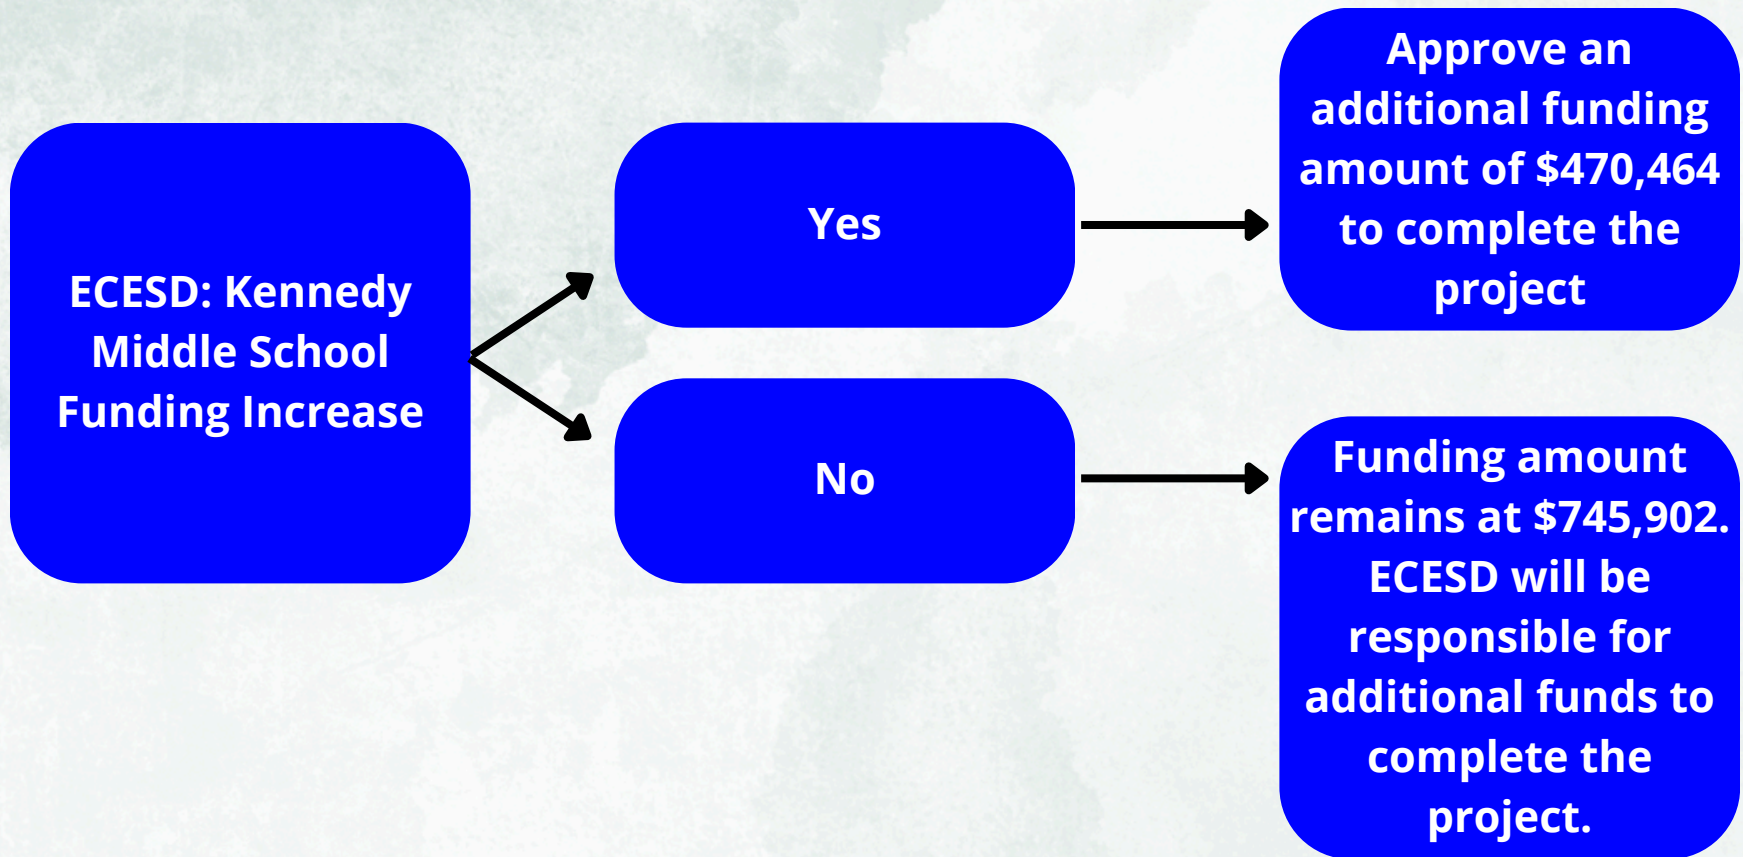 ECESD: Kennedy
Middle School
Funding Increase
Yes
Approve an
additional funding
amount of $470,464
to complete the
project
No
Funding amount
remains at $745,902.
ECESD will be
responsible for
additional funds to
complete the
project.